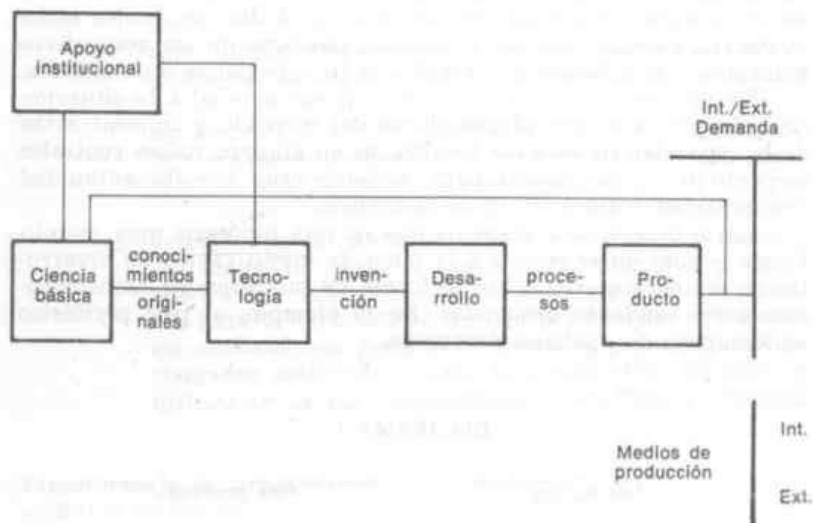 Apoyo
institucional
Int./Ext.
Demanda
Ciencia
básica
conoci-
mientos
origi-
nales
Tecno-
logía
inven-
ción
Desa-
rrollo
proce-
sos
Pro-
ducto
Medios de
producción
Int.
Ext.